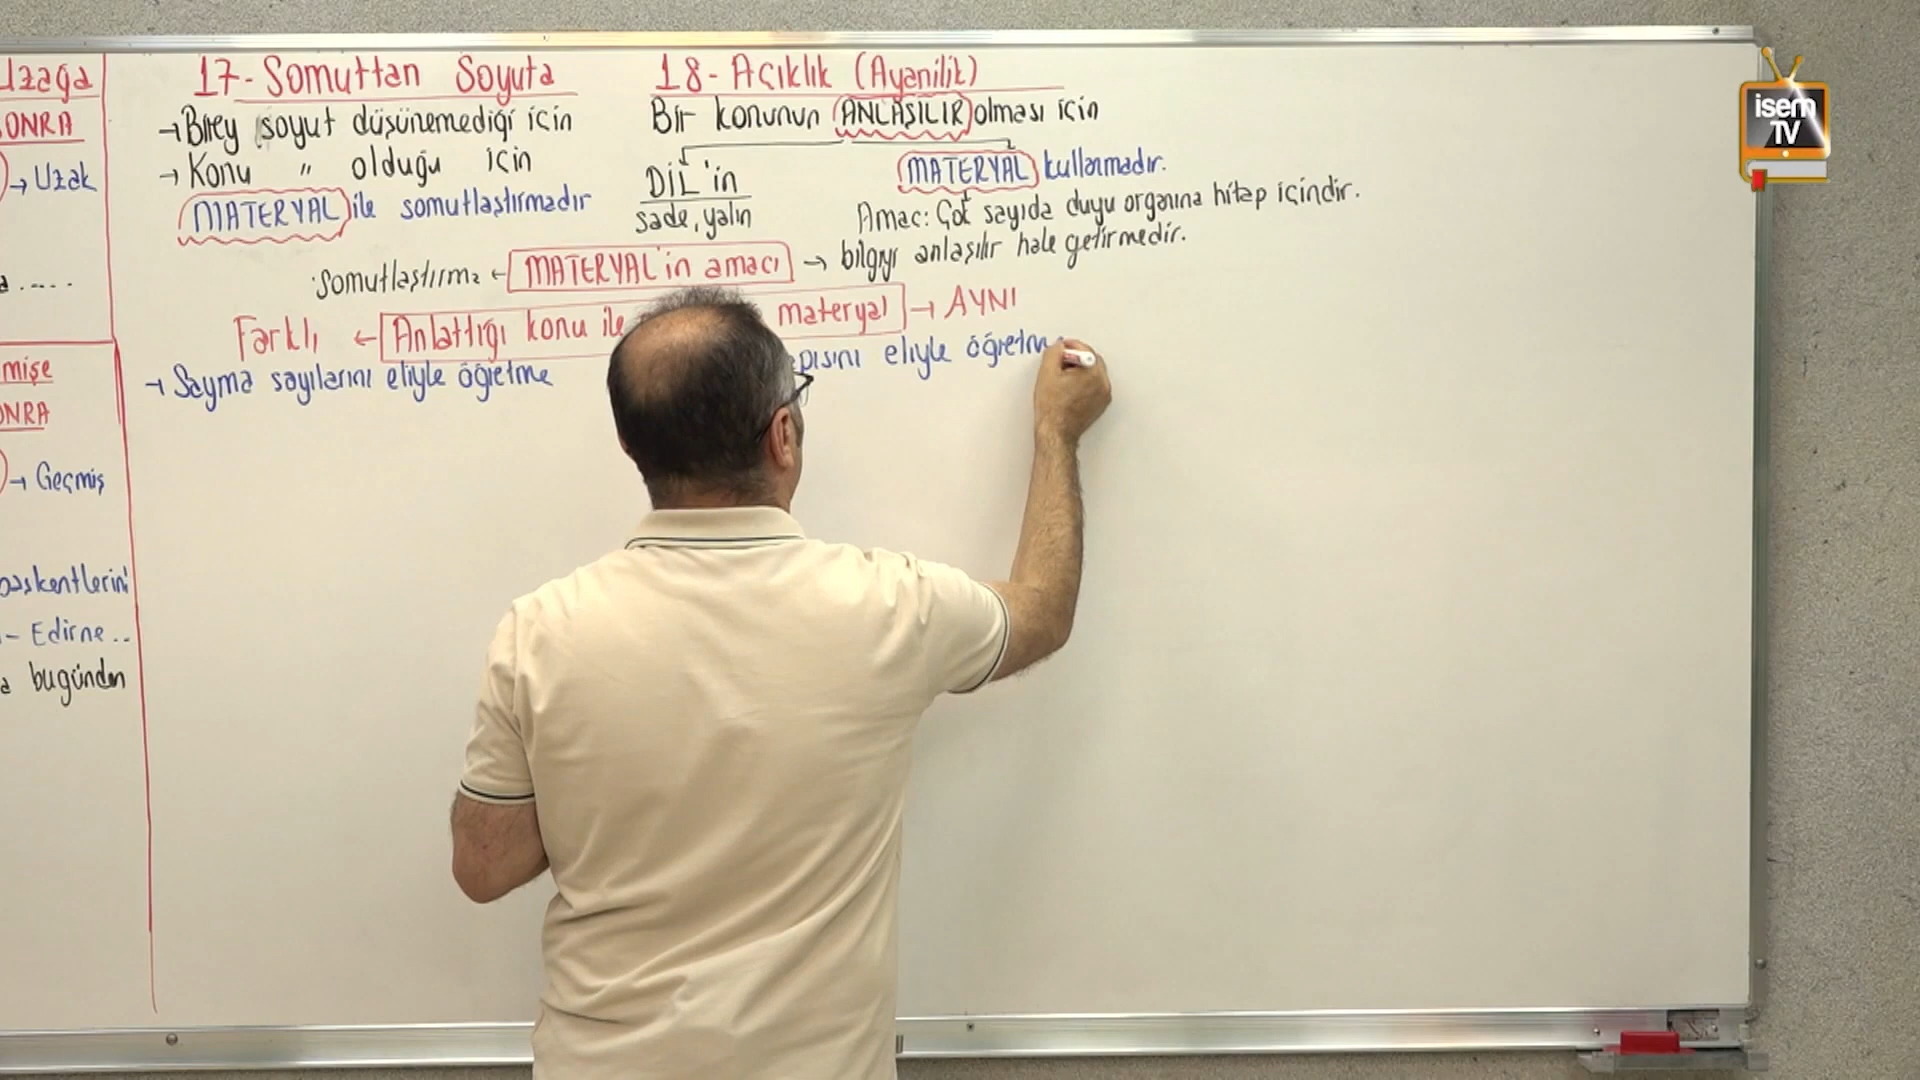 Uzağa
SONRA
→ Uzak
.....
mişe
ONRA
→ Geçmiş
başkentlerini
- Edirne..
bugünden
17- Somuttan Soyuta
→ Birey soyut düşünemediği için
→ Konu " olduğu için
MATERYAL ile somutlaştırmadır
18- Açıklık (Ayanilik)
Bir konunun ANLAŞILIR olması için
DİL'in
sade, yalın
MATERYAL kullanmadır.
Amac: Çok sayıda duyu organına hitap içindir.
Somutlaştırma ← MATERYAL'in amacı → bilgiyi anlaşılır hale getirmedir.
Farklı ← Anlattığı konu ile materyal → AYNI
→ Sayma sayılarını eliyle öğretme
pısını eliyle öğretme
isem
TV